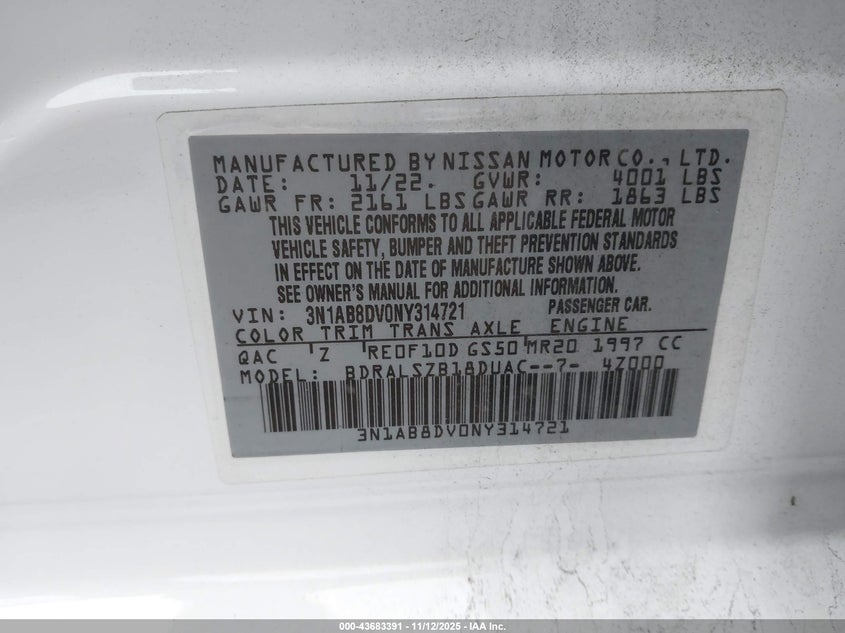 MANUFACTURED BY NISSAN MOTOR CO., LTD.
DATE: 11/22. GVWR: 4001 LBS
GAWR FR: 2161 LBS GAWR RR: 1863 LBS
THIS VEHICLE CONFORMS TO ALL APPLICABLE FEDERAL MOTOR
VEHICLE SAFETY, BUMPER AND THEFT PREVENTION STANDARDS
IN EFFECT ON THE DATE OF MANUFACTURE SHOWN ABOVE.
SEE OWNER'S MANUAL FOR ADDITIONAL INFORMATION.
VIN: 3N1AB8DV0NY314721 PASSENGER CAR.
COLOR TRIM TRANS AXLE ENGINE
QAC Z RE0F10D GS50 MR20 1997 CC
MODEL: BDRALSZB18DUAC--7- 4Z000
3N1AB8DV0NY314721
000-43683391 - 11/12/2025 - IAA Inc.